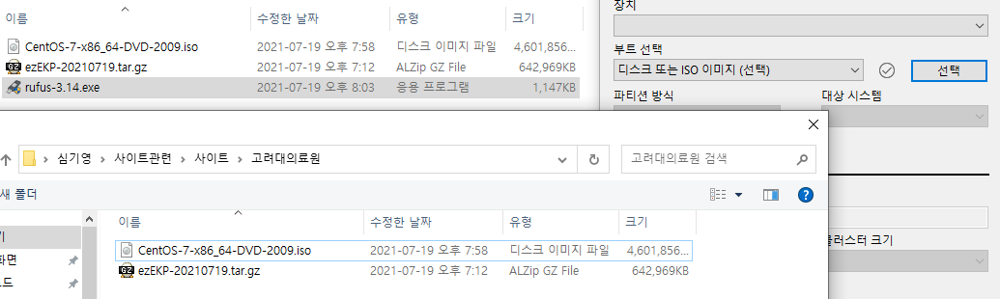 이름 수정한 날짜 유형 크기
CentOS-7-x86_64-DVD-2009.iso 2021-07-19 오후 7:58 디스크 이미지 파일 4,601,856...
ezEKP-20210719.tar.gz 2021-07-19 오후 7:12 ALZip GZ File 642,969KB
rufus-3.14.exe 2021-07-19 오후 8:03 응용 프로그램 1,147KB
장치
부트 선택
디스크 또는 ISO 이미지 (선택) 선택
파티션 방식 대상 시스템
심기영 > 사이트관련 > 사이트 > 고려대의료원 고려대의료원 검색
새 폴더
이름 수정한 날짜 유형 크기
CentOS-7-x86_64-DVD-2009.iso 2021-07-19 오후 7:58 디스크 이미지 파일 4,601,856...
ezEKP-20210719.tar.gz 2021-07-19 오후 7:12 ALZip GZ File 642,969KB
화면
로드
클러스터 크기